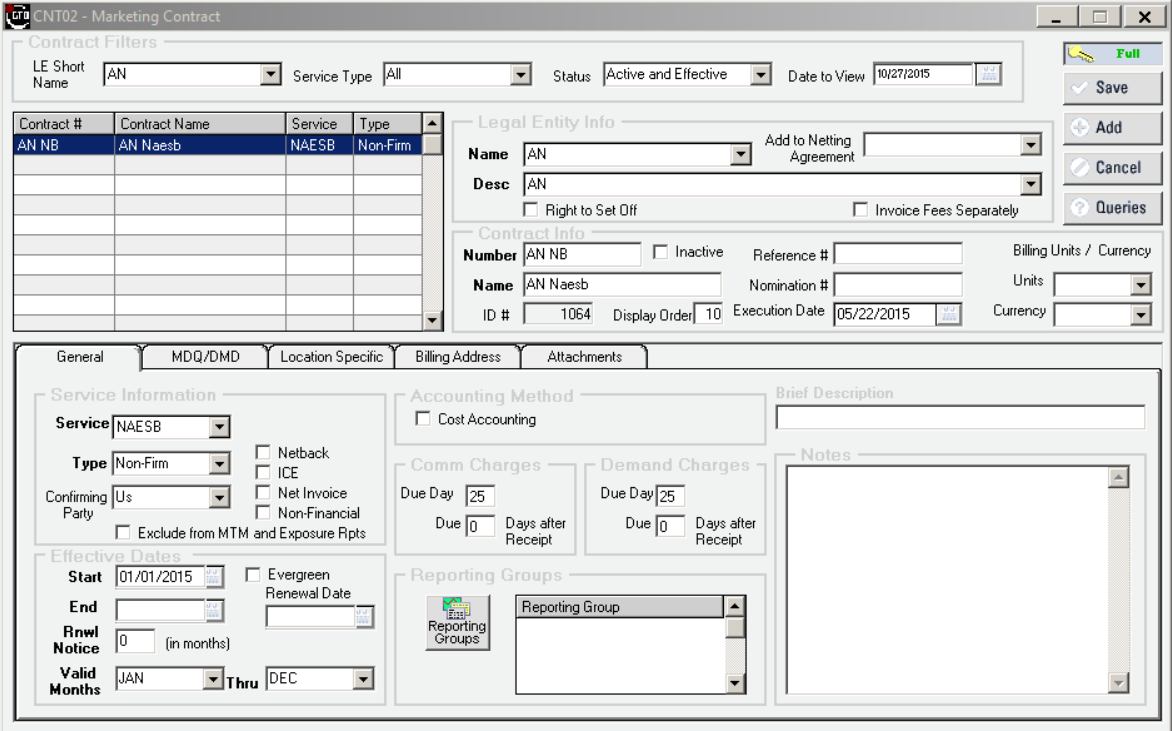 CNT02 - Marketing Contract
Contract Filters
LE Short Name AN Service Type All Status Active and Effective Date to View 10/27/2015
Full
Save
Add
Cancel
Queries
Contract # Contract Name Service Type
AN NB AN Naesb NAESB Non-Firm
Legal Entity Info
Name AN Add to Netting Agreement
Desc AN
Right to Set Off Invoice Fees Separately
Contract Info
Number AN NB Inactive Reference # Billing Units / Currency
Name AN Naesb Nomination # Units
ID # 1064 Display Order 10 Execution Date 05/22/2015 Currency
General MDQ/DMD Location Specific Billing Address Attachments
Service Information
Service NAESB
Type Non-Firm
Confirming Party Us
Netback
ICE
Net Invoice
Non-Financial
Exclude from MTM and Exposure Rpts
Effective Dates
Start 01/01/2015 Evergreen
Renewal Date
End
Rnwl Notice 0 (in months)
Valid Months JAN Thru DEC
Accounting Method
Cost Accounting
Comm Charges
Due Day 25
Due 0 Days after Receipt
Demand Charges
Due Day 25
Due 0 Days after Receipt
Reporting Groups
Reporting Groups
Reporting Group
Brief Description
Notes